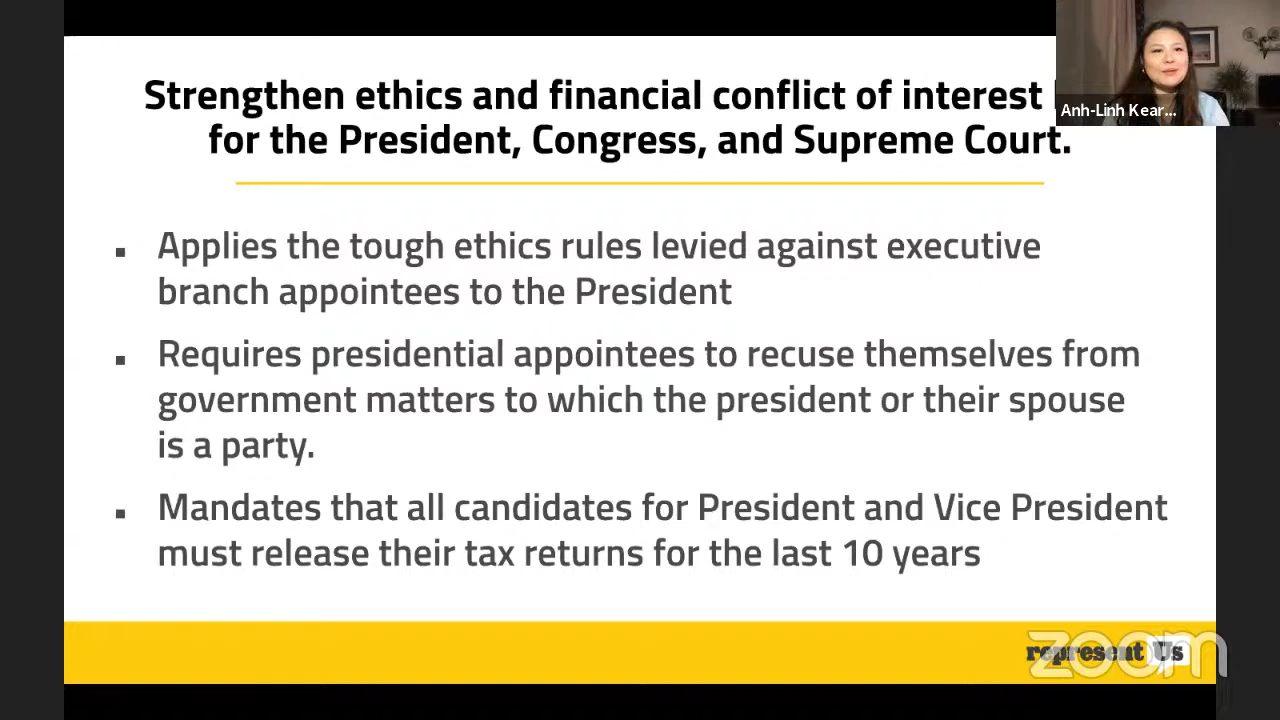 Strengthen ethics and financial conflict of interest
for the President, Congress, and Supreme Court.
Anh-Linh Kear...
▪ Applies the tough ethics rules levied against executive
branch appointees to the President
▪ Requires presidential appointees to recuse themselves from
government matters to which the president or their spouse
is a party.
▪ Mandates that all candidates for President and Vice President
must release their tax returns for the last 10 years
represent Us
zoom